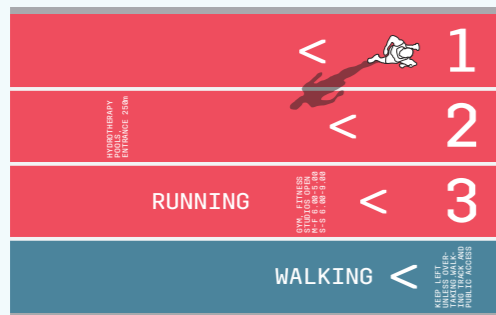 < 1
< 2
HYDROTHERAPY
POOLS,
ENTRANCE 250m
RUNNING
GYM, FITNESS
STUDIOS OPEN
M-F 6.00-5.00
S-S 6.00-9.00
< 3
WALKING <
KEEP LEFT
UNLESS OVER-
TAKING WALK-
ING TRACK AND
PUBLIC ACCESS